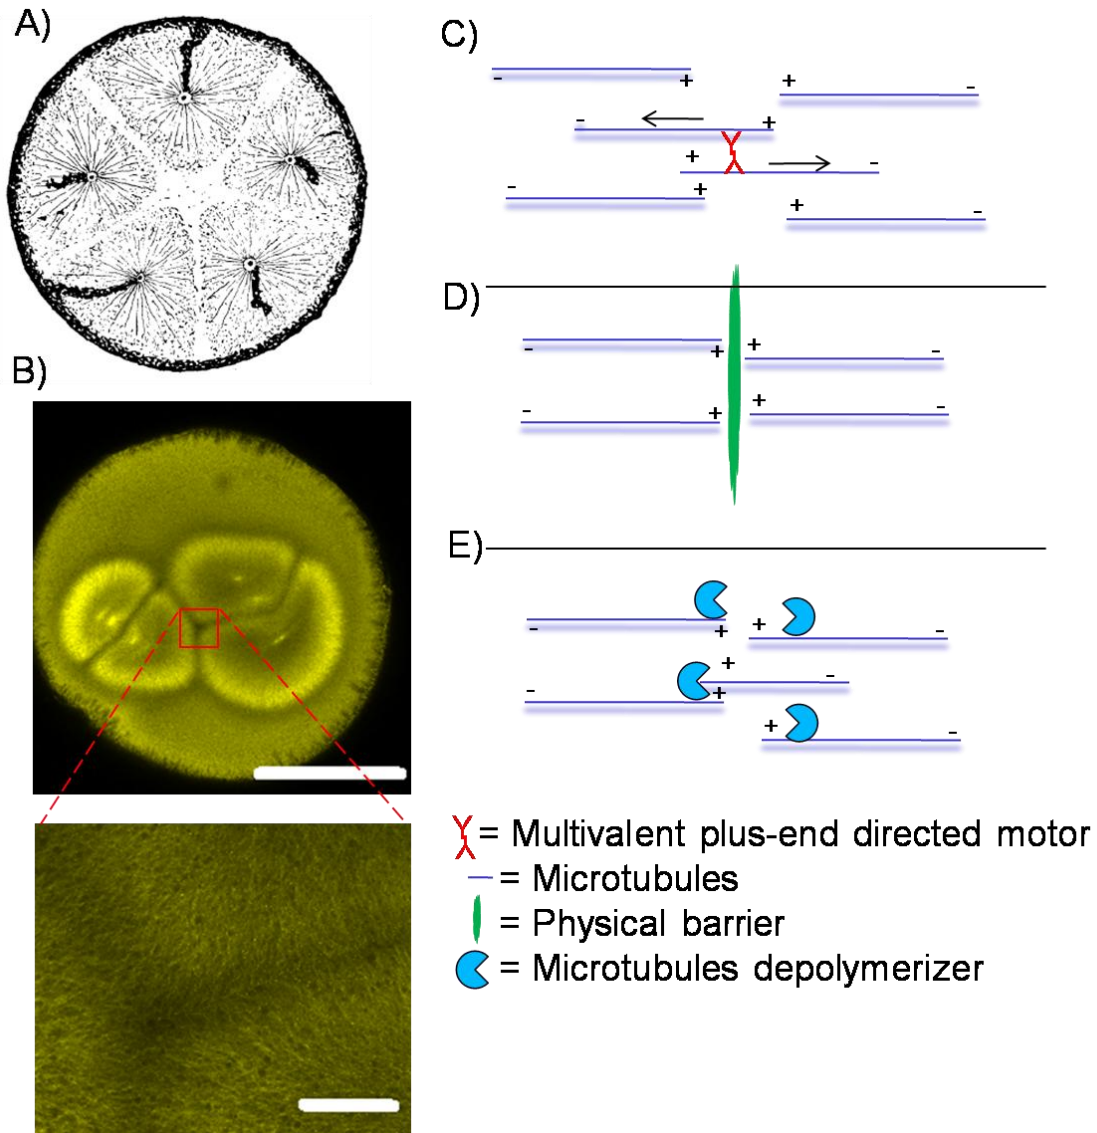 A)
B)
C)
- + + -
- +
+ -
- + + -
D)
- + + -
- + + -
E)
- + + -
+ -
- +
+ -
= Multivalent plus-end directed motor
= Microtubules
= Physical barrier
= Microtubules depolymerizer